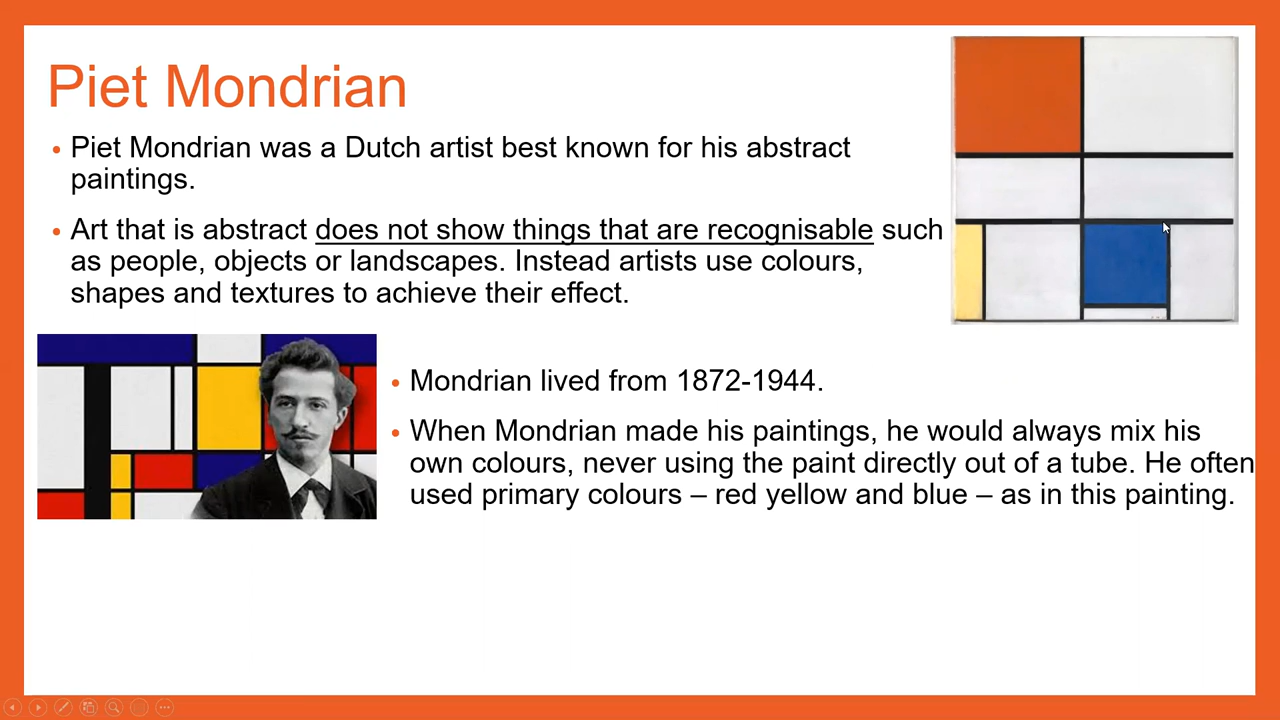 Piet Mondrian
• Piet Mondrian was a Dutch artist best known for his abstract
paintings.
• Art that is abstract does not show things that are recognisable such
as people, objects or landscapes. Instead artists use colours,
shapes and textures to achieve their effect.
• Mondrian lived from 1872-1944.
• When Mondrian made his paintings, he would always mix his
own colours, never using the paint directly out of a tube. He often
used primary colours – red yellow and blue – as in this painting.